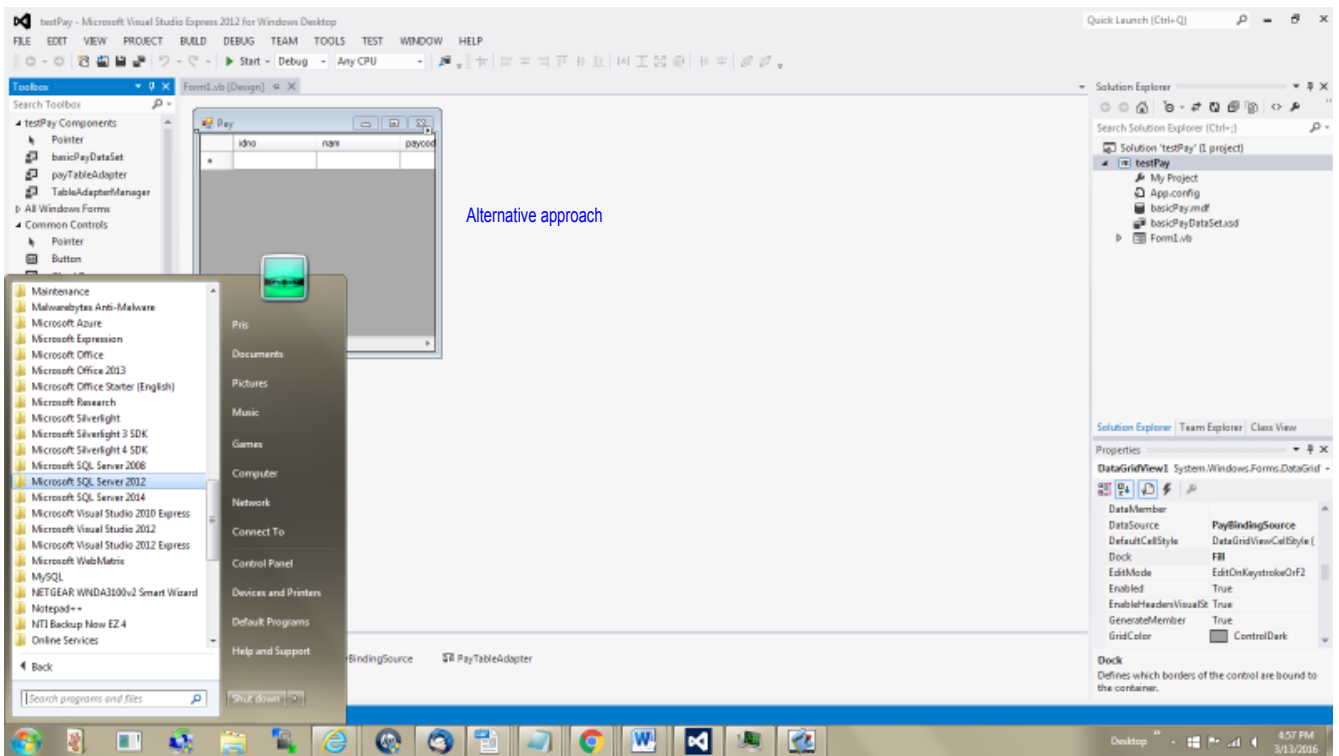 testPay - Microsoft Visual Studio Express 2012 for Windows Desktop
Quick Launch (Ctrl+Q)
FILE EDIT VIEW PROJECT BUILD DEBUG TEAM TOOLS TEST WINDOW HELP
Start - Debug - Any CPU
Toolbox
Search Toolbox
testPay Components
Pointer
basicPayDataSet
payTableAdapter
TableAdapterManager
All Windows Forms
Common Controls
Pointer
Button
Form1.vb [Design]
Pay
idno nam paycod
Alternative approach
Maintenance
Malwarebytes Anti-Malware
Microsoft Azure
Microsoft Expression
Microsoft Office
Microsoft Office 2013
Microsoft Office Starter (English)
Microsoft Research
Microsoft Silverlight
Microsoft Silverlight 3 SDK
Microsoft Silverlight 4 SDK
Microsoft SQL Server 2008
Microsoft SQL Server 2012
Microsoft SQL Server 2014
Microsoft Visual Studio 2010 Express
Microsoft Visual Studio 2012
Microsoft Visual Studio 2012 Express
Microsoft WebMatrix
MySQL
NETGEAR WNDA3100v2 Smart Wizard
Notepad++
NTI Backup Now EZ 4
Online Services
Back
Search programs and files
Pris
Documents
Pictures
Music
Games
Computer
Network
Connect To
Control Panel
Devices and Printers
Default Programs
Help and Support
Shut down
BindingSource PayTableAdapter
Solution Explorer
Search Solution Explorer (Ctrl+;)
Solution 'testPay' (1 project)
testPay
My Project
App.config
basicPay.mdf
basicPayDataSet.xsd
Form1.vb
Solution Explorer Team Explorer Class View
Properties
DataGridView1 System.Windows.Forms.DataGrid
DataMember
DataSource PayBindingSource
DefaultCellStyle DataGridViewCellStyle {
Dock Fill
EditMode EditOnKeystrokeOrF2
Enabled True
EnableHeadersVisualSt True
GenerateMember True
GridColor ControlDark
Dock
Defines which borders of the control are bound to
the container.
Desktop
4:57 PM
3/13/2016